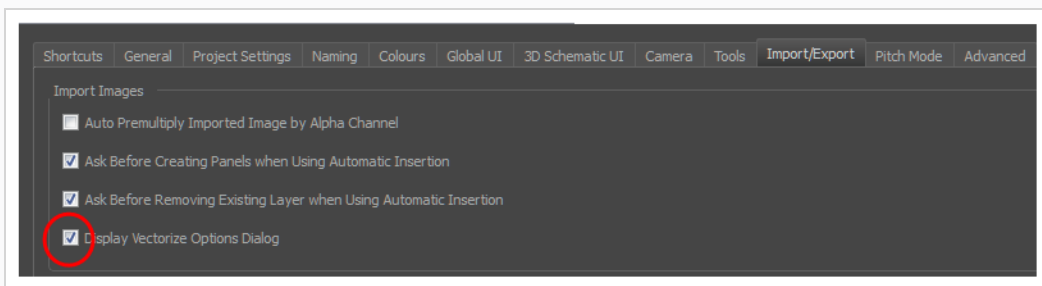 Shortcuts General Project Settings Naming Colours Global UI 3D Schematic UI Camera Tools Import/Export Pitch Mode Advanced
Import Images
Auto Premultiply Imported Image by Alpha Channel
Ask Before Creating Panels when Using Automatic Insertion
Ask Before Removing Existing Layer when Using Automatic Insertion
Display Vectorize Options Dialog